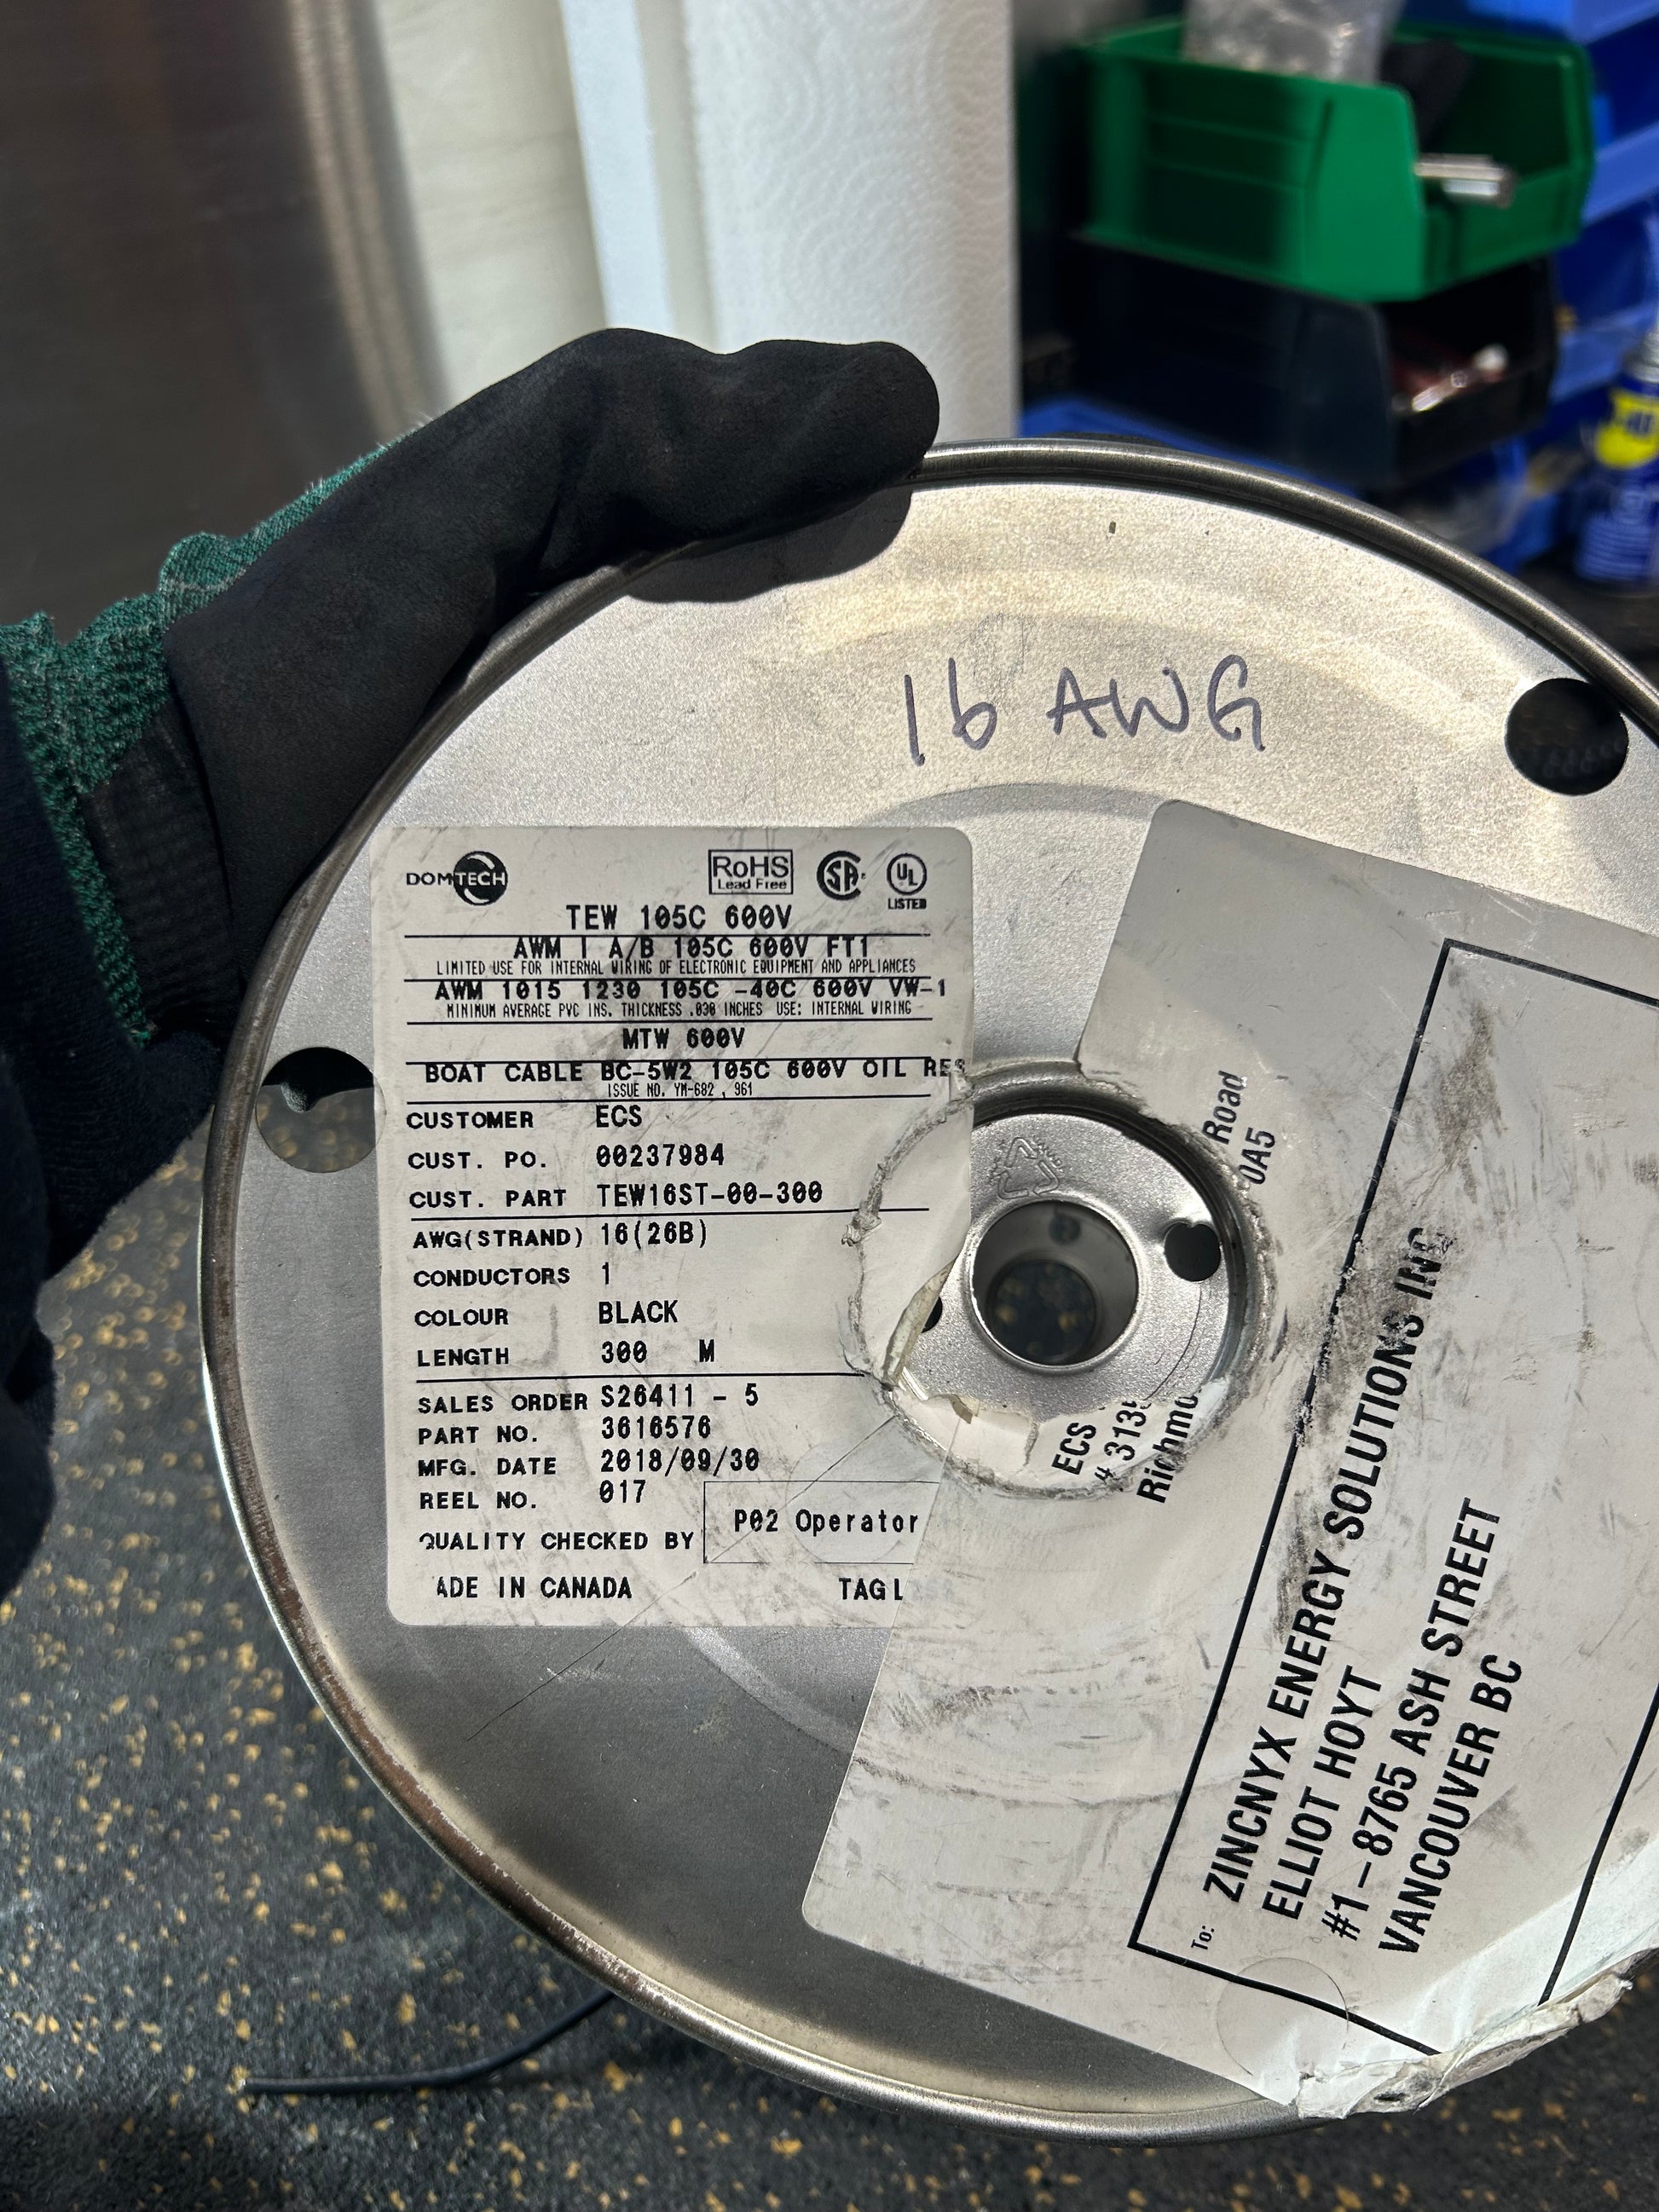 16 AWG
DOMTECH
RoHS
Lead Free
UL
LISTED
TEW 105C 600V
AWM I A/B 105C 600V FT1
LIMITED USE FOR INTERNAL WIRING OF ELECTRONIC EQUIPMENT AND APPLIANCES
AWM 1015 1230 105C -40C 600V VW-1
MINIMUM AVERAGE PVC INS. THICKNESS .030 INCHES USE: INTERNAL WIRING
MTW 600V
BOAT CABLE BC-5W2 105C 600V OIL RES
ISSUE NO. YM-682 , 961
CUSTOMER ECS
CUST. PO. 00237984
CUST. PART TEW16ST-00-300
AWG(STRAND) 16(26B)
CONDUCTORS 1
COLOUR BLACK
LENGTH 300 M
SALES ORDER S26411 - 5
PART NO. 3616576
MFG. DATE 2018/09/30
REEL NO. 017
QUALITY CHECKED BY P02 Operator
ADE IN CANADA TAG
ECS
3135
Richmo
Road
0A5
To: ZINCNYX ENERGY SOLUTIONS INC
ELLIOT HOYT
#1-8765 ASH STREET
VANCOUVER BC